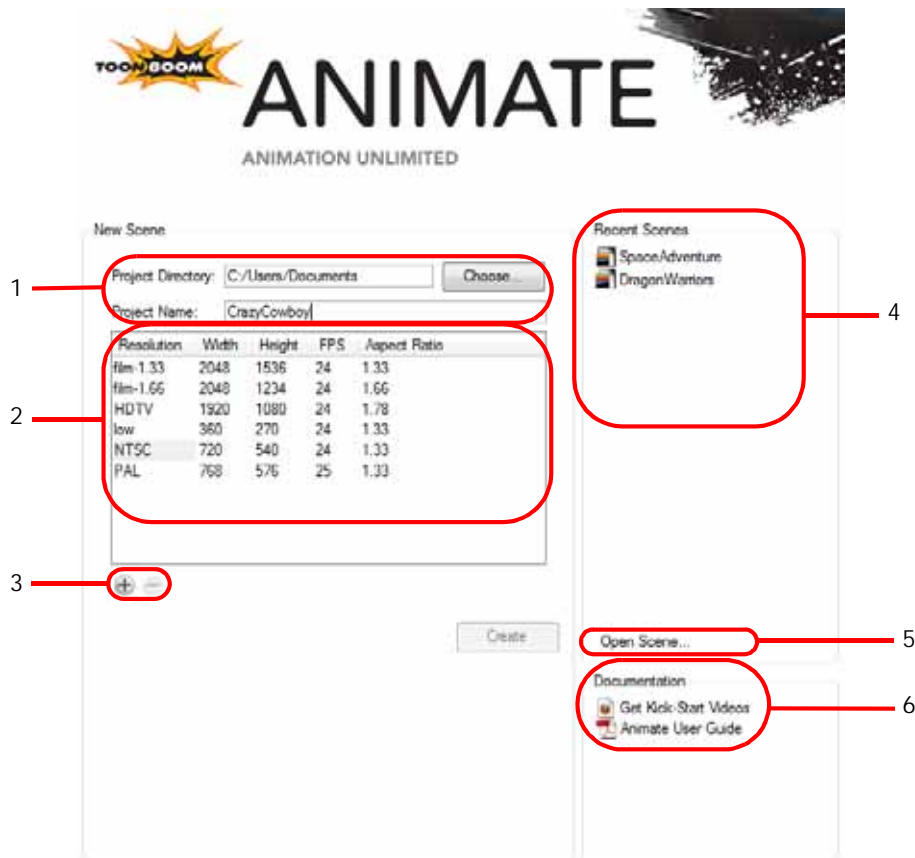 TOON BOOM
ANIMATE
ANIMATION UNLIMITED
New Scene
Project Directory: C:/Users/Documents Choose...
Project Name: CrazyCowboy
Resolution Width Height FPS Aspect Ratio
film-1.33 2048 1536 24 1.33
film-1.66 2048 1234 24 1.66
HDTV 1920 1080 24 1.78
low 360 270 24 1.33
NTSC 720 540 24 1.33
PAL 768 576 25 1.33
Create
Recent Scenes
SpaceAdventure
DragonWarriors
Open Scene...
Documentation
Get Kick-Start Videos
Animate User Guide
1
2
3
4
5
6